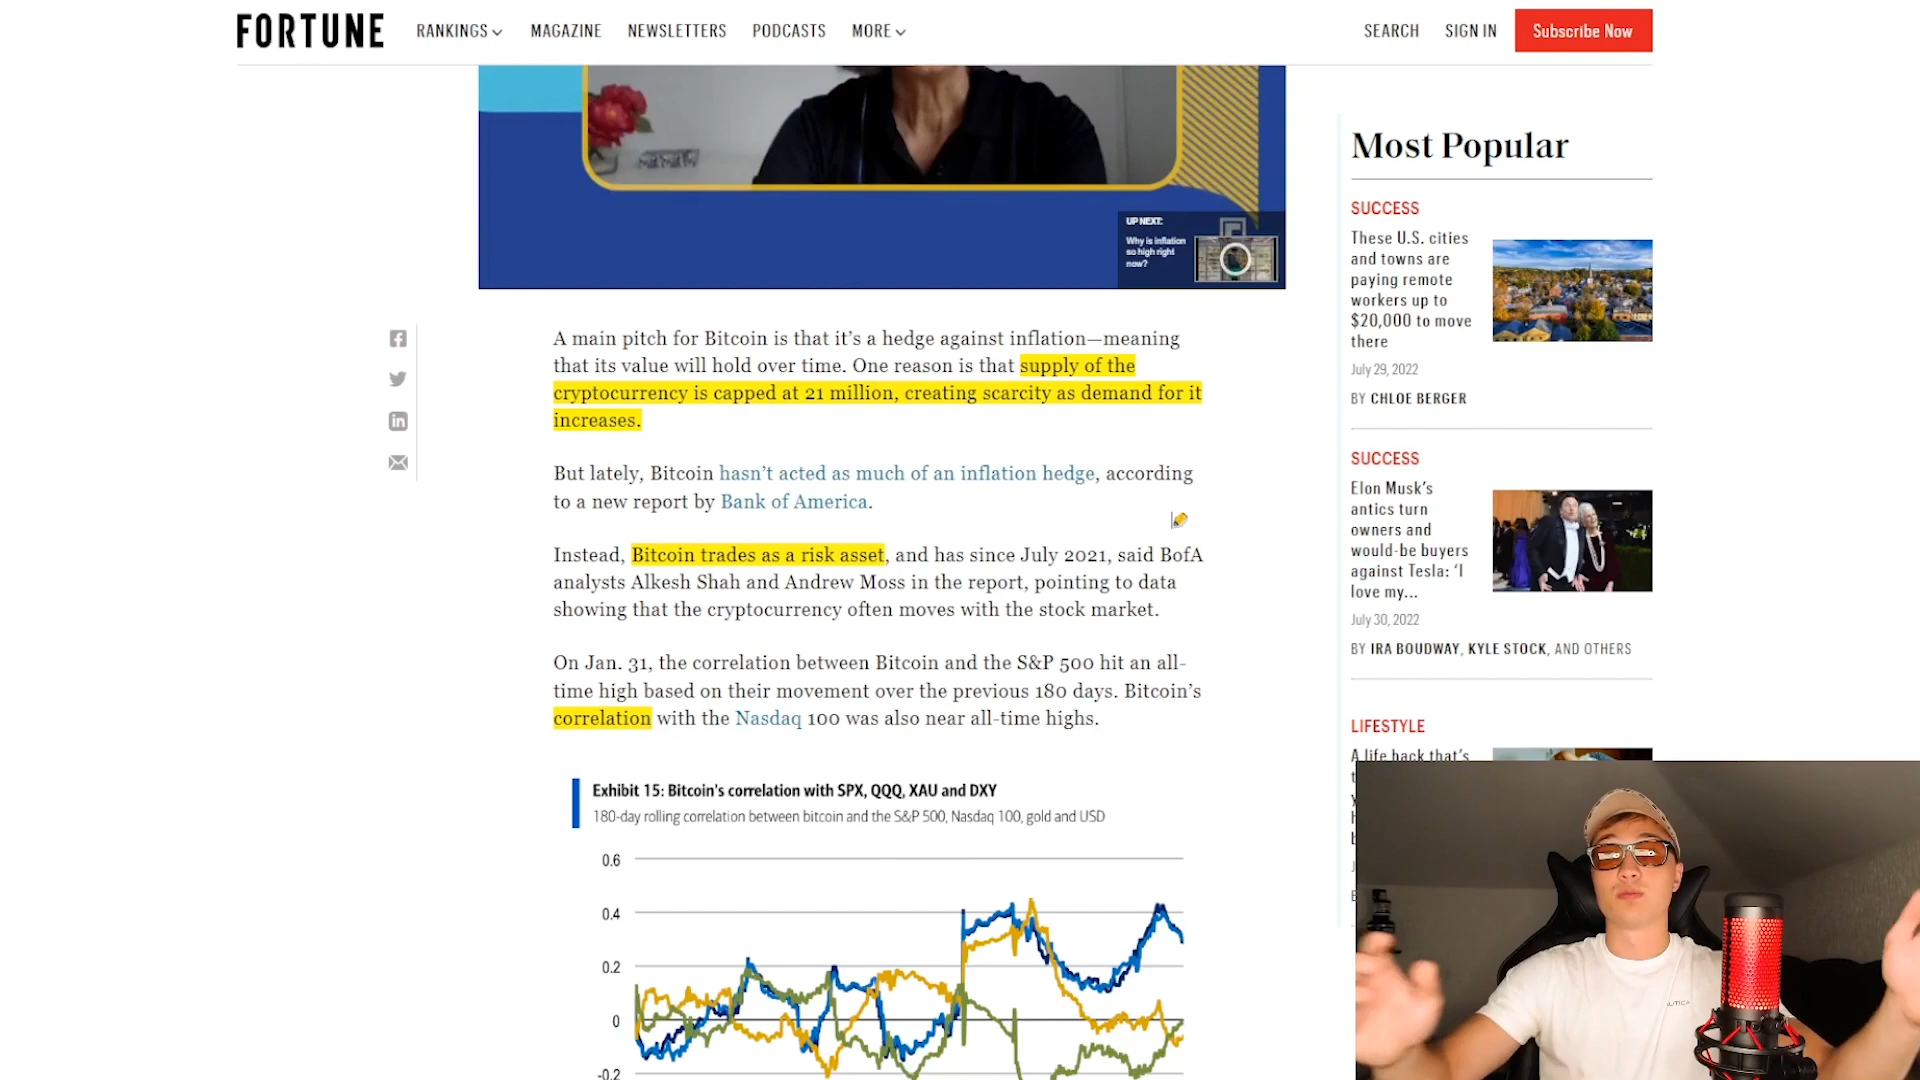 FORTUNE
RANKINGS MAGAZINE NEWSLETTERS PODCASTS MORE
SEARCH SIGN IN Subscribe Now
UP NEXT:
Why is inflation
so high right
now?
A main pitch for Bitcoin is that it’s a hedge against inflation—meaning
that its value will hold over time. One reason is that supply of the
cryptocurrency is capped at 21 million, creating scarcity as demand for it
increases.
But lately, Bitcoin hasn’t acted as much of an inflation hedge, according
to a new report by Bank of America.
Instead, Bitcoin trades as a risk asset, and has since July 2021, said BofA
analysts Alkesh Shah and Andrew Moss in the report, pointing to data
showing that the cryptocurrency often moves with the stock market.
On Jan. 31, the correlation between Bitcoin and the S&P 500 hit an all-
time high based on their movement over the previous 180 days. Bitcoin’s
correlation with the Nasdaq 100 was also near all-time highs.
Exhibit 15: Bitcoin's correlation with SPX, QQQ, XAU and DXY
180-day rolling correlation between bitcoin and the S&P 500, Nasdaq 100, gold and USD
0.6
0.4
0.2
0
-0.2
Most Popular
SUCCESS
These U.S. cities
and towns are
paying remote
workers up to
$20,000 to move
there
July 29, 2022
BY CHLOE BERGER
SUCCESS
Elon Musk’s
antics turn
owners and
would-be buyers
against Tesla: ‘I
love my...
July 30, 2022
BY IRA BOUDWAY, KYLE STOCK, AND OTHERS
LIFESTYLE
A life hack that’s